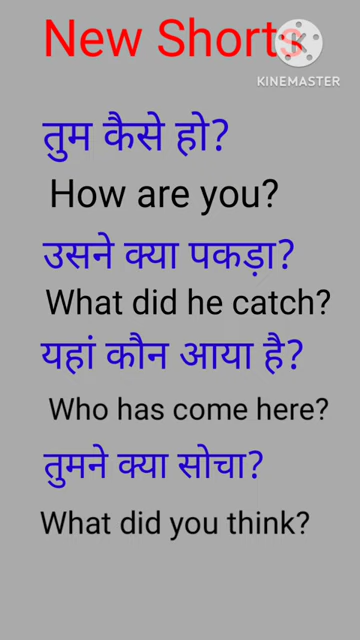 New Shorts
KINEMASTER
तुम कैसे हो?
How are you?
उसने क्या पकड़ा?
What did he catch?
यहां कौन आया है?
Who has come here?
तुमने क्या सोचा?
What did you think?